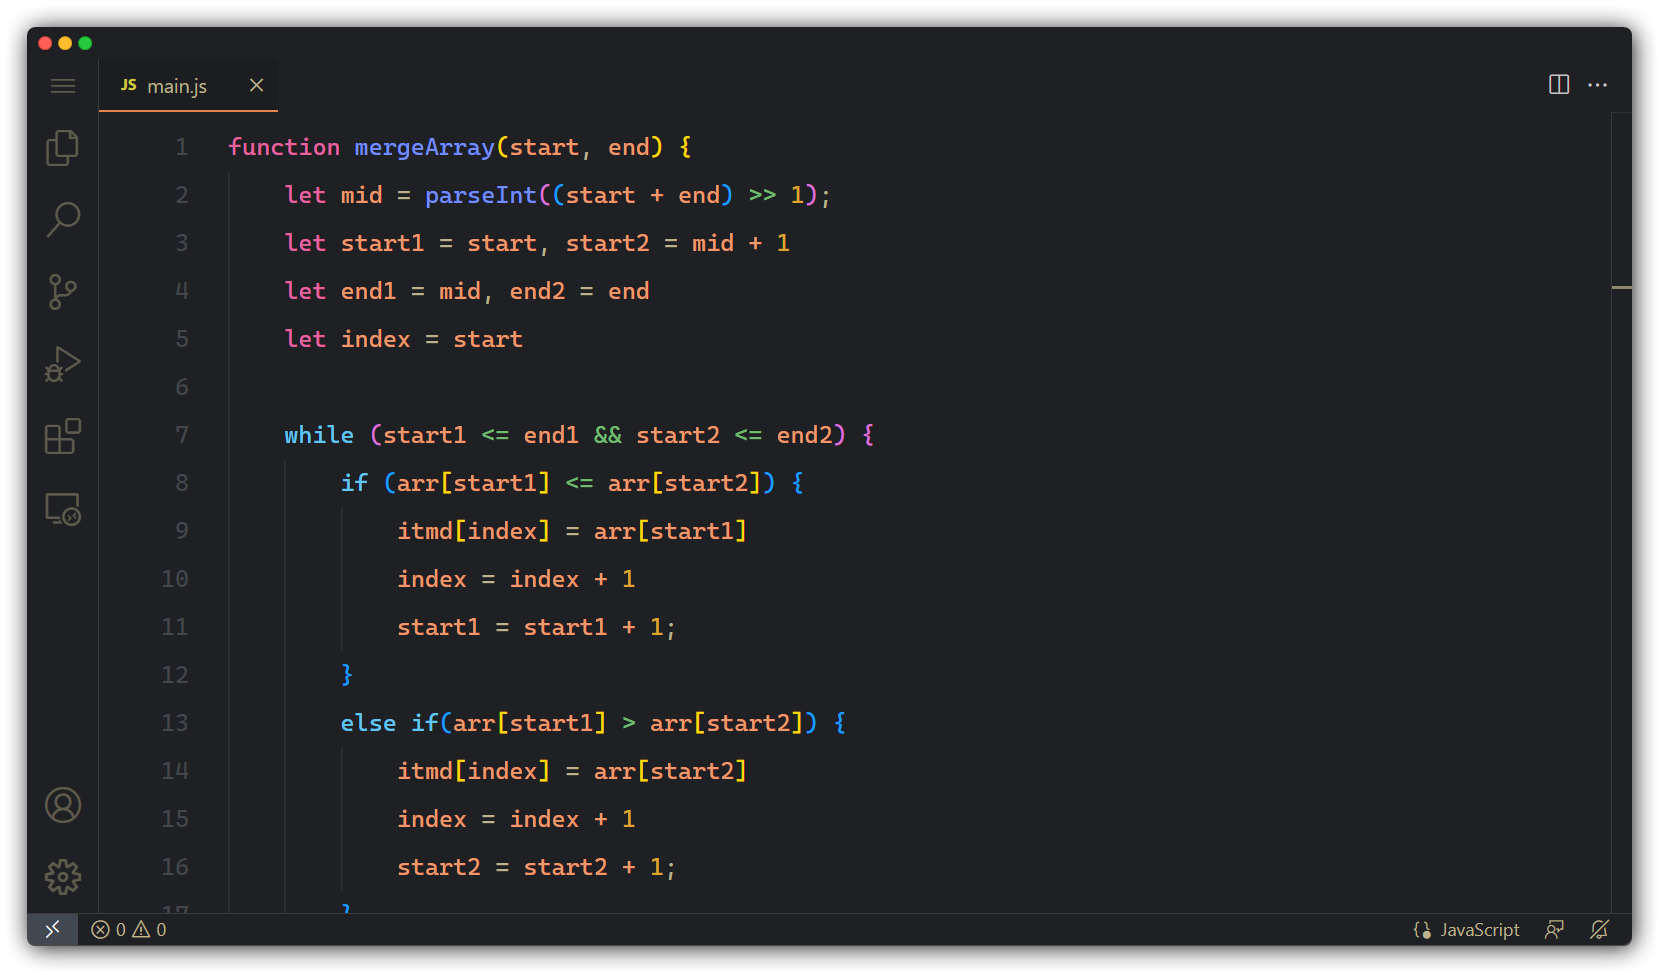 JS main.js
1 function mergeArray(start, end) {
2     let mid = parseInt((start + end) >> 1);
3     let start1 = start, start2 = mid + 1
4     let end1 = mid, end2 = end
5     let index = start
6
7     while (start1 <= end1 && start2 <= end2) {
8         if (arr[start1] <= arr[start2]) {
9             itmd[index] = arr[start1]
10             index = index + 1
11             start1 = start1 + 1;
12         }
13         else if(arr[start1] > arr[start2]) {
14             itmd[index] = arr[start2]
15             index = index + 1
16             start2 = start2 + 1;
17         }
0 0 JavaScript